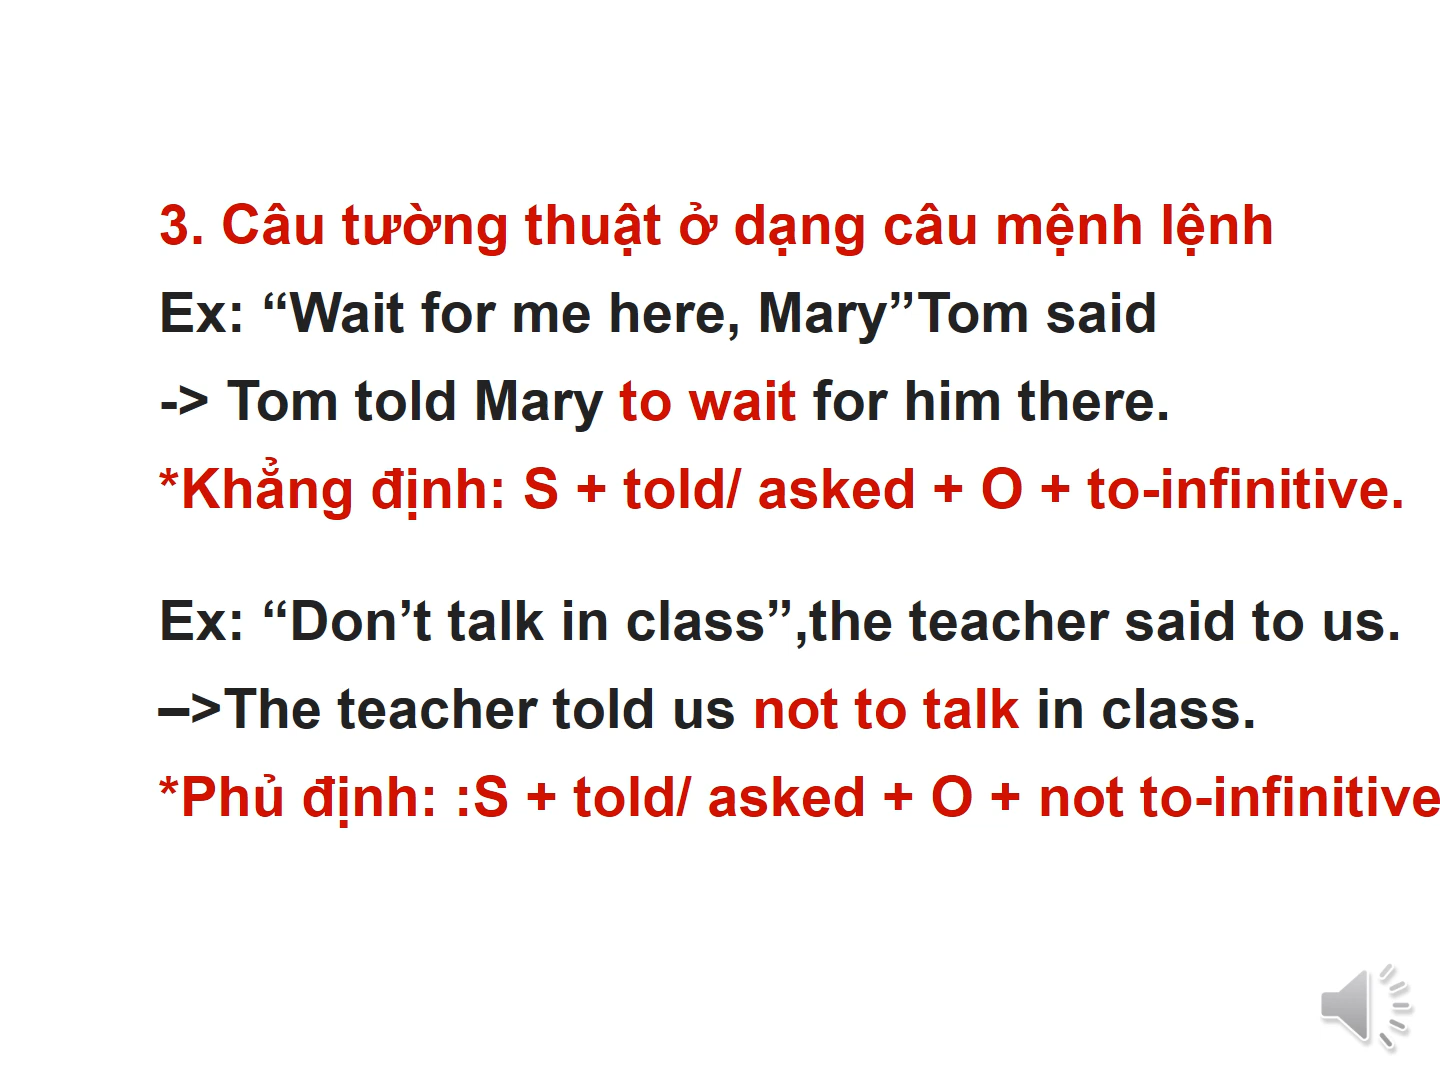 3. Câu tường thuật ở dạng câu mệnh lệnh
Ex: “Wait for me here, Mary”Tom said
-> Tom told Mary to wait for him there.
*Khẳng định: S + told/ asked + O + to-infinitive.
Ex: “Don’t talk in class”,the teacher said to us.
–>The teacher told us not to talk in class.
*Phủ định: :S + told/ asked + O + not to-infinitive